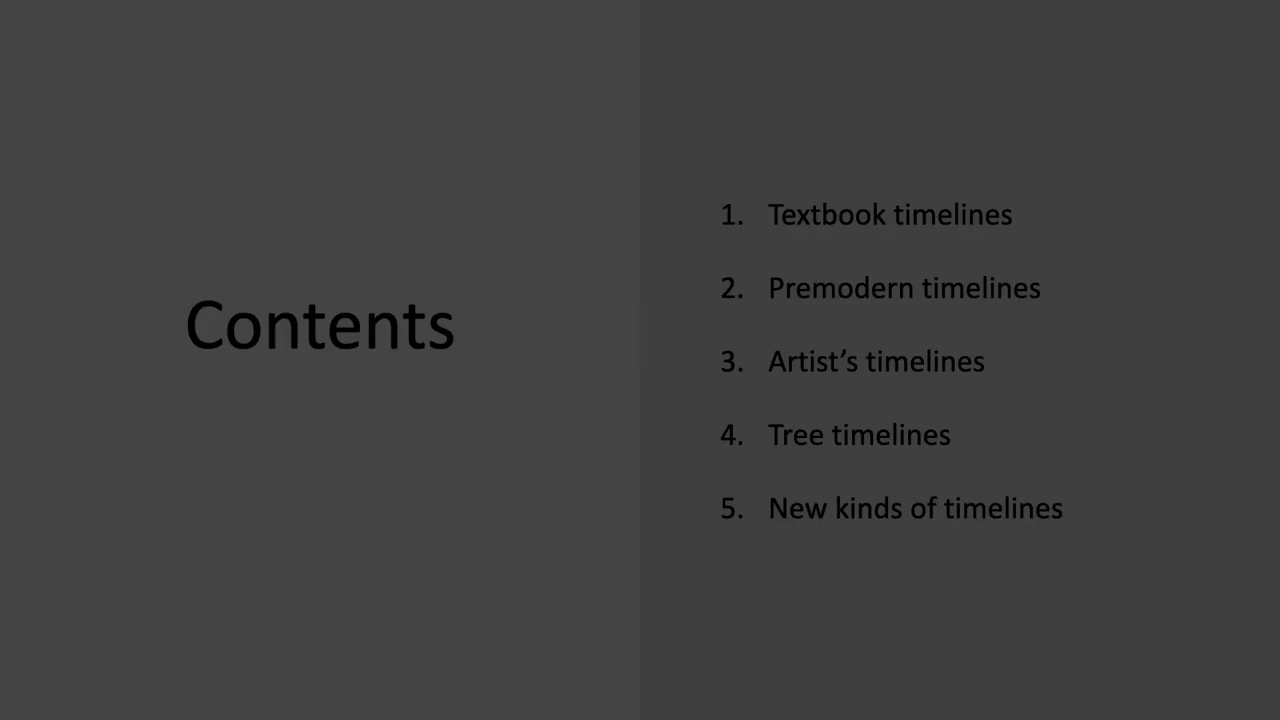 Contents
1. Textbook timelines
2. Premodern timelines
3. Artist’s timelines
4. Tree timelines
5. New kinds of timelines